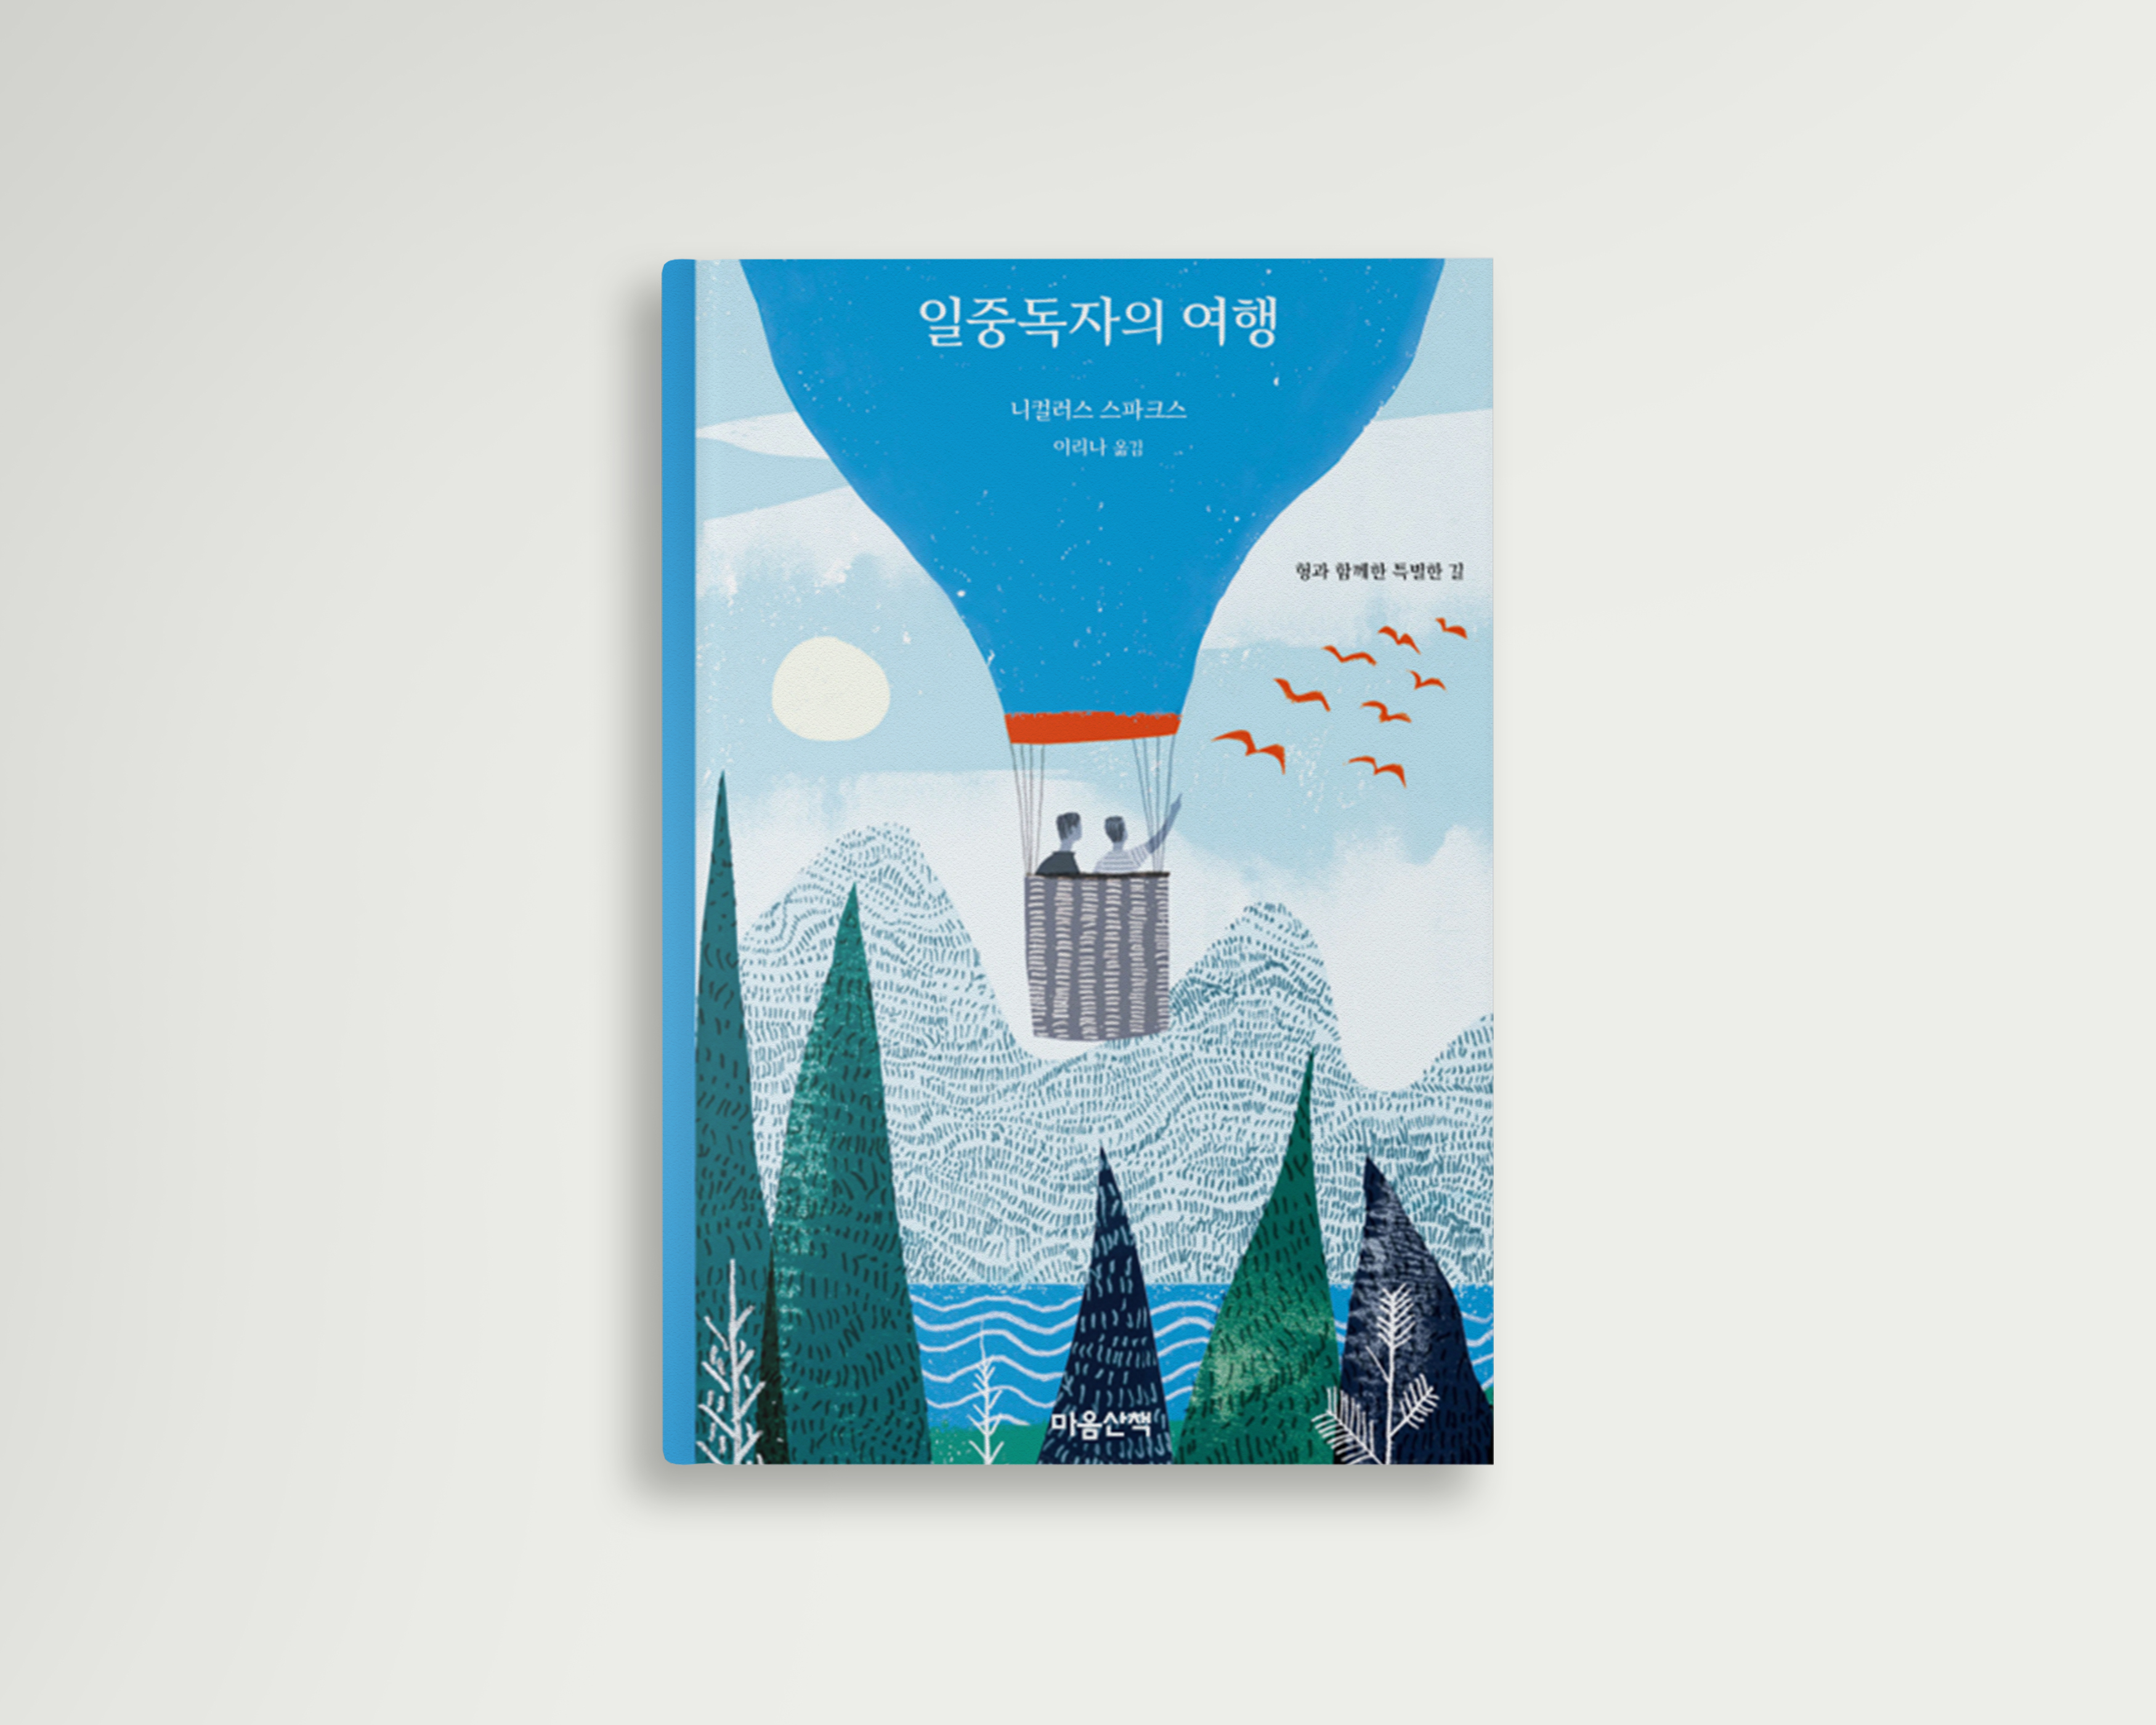 일중독자의 여행
니컬러스 스파크스
이리나 옮김
형과 함께한 특별한 길
마음산책